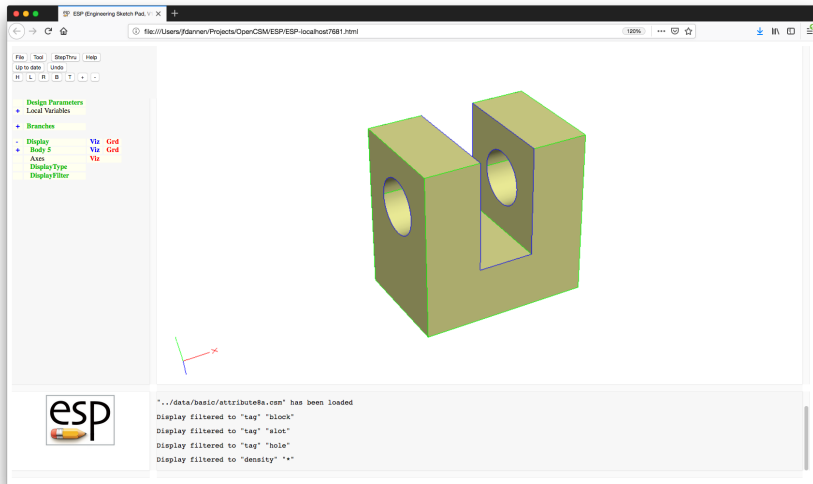 ESP (Engineering Sketch Pad, V
file:///Users/jfdannen/Projects/OpenCSM/ESP/ESP-localhost7681.html
120%
File Tool StepThru Help
Up to date Undo
H L R B T + -
Design Parameters
+ Local Variables
+ Branches
- Display Viz Grd
+ Body 5 Viz Grd
Axes Viz
DisplayType
DisplayFilter
x
esp
"../data/basic/attribute8a.csm" has been loaded
Display filtered to "tag" "block"
Display filtered to "tag" "slot"
Display filtered to "tag" "hole"
Display filtered to "density" "*"